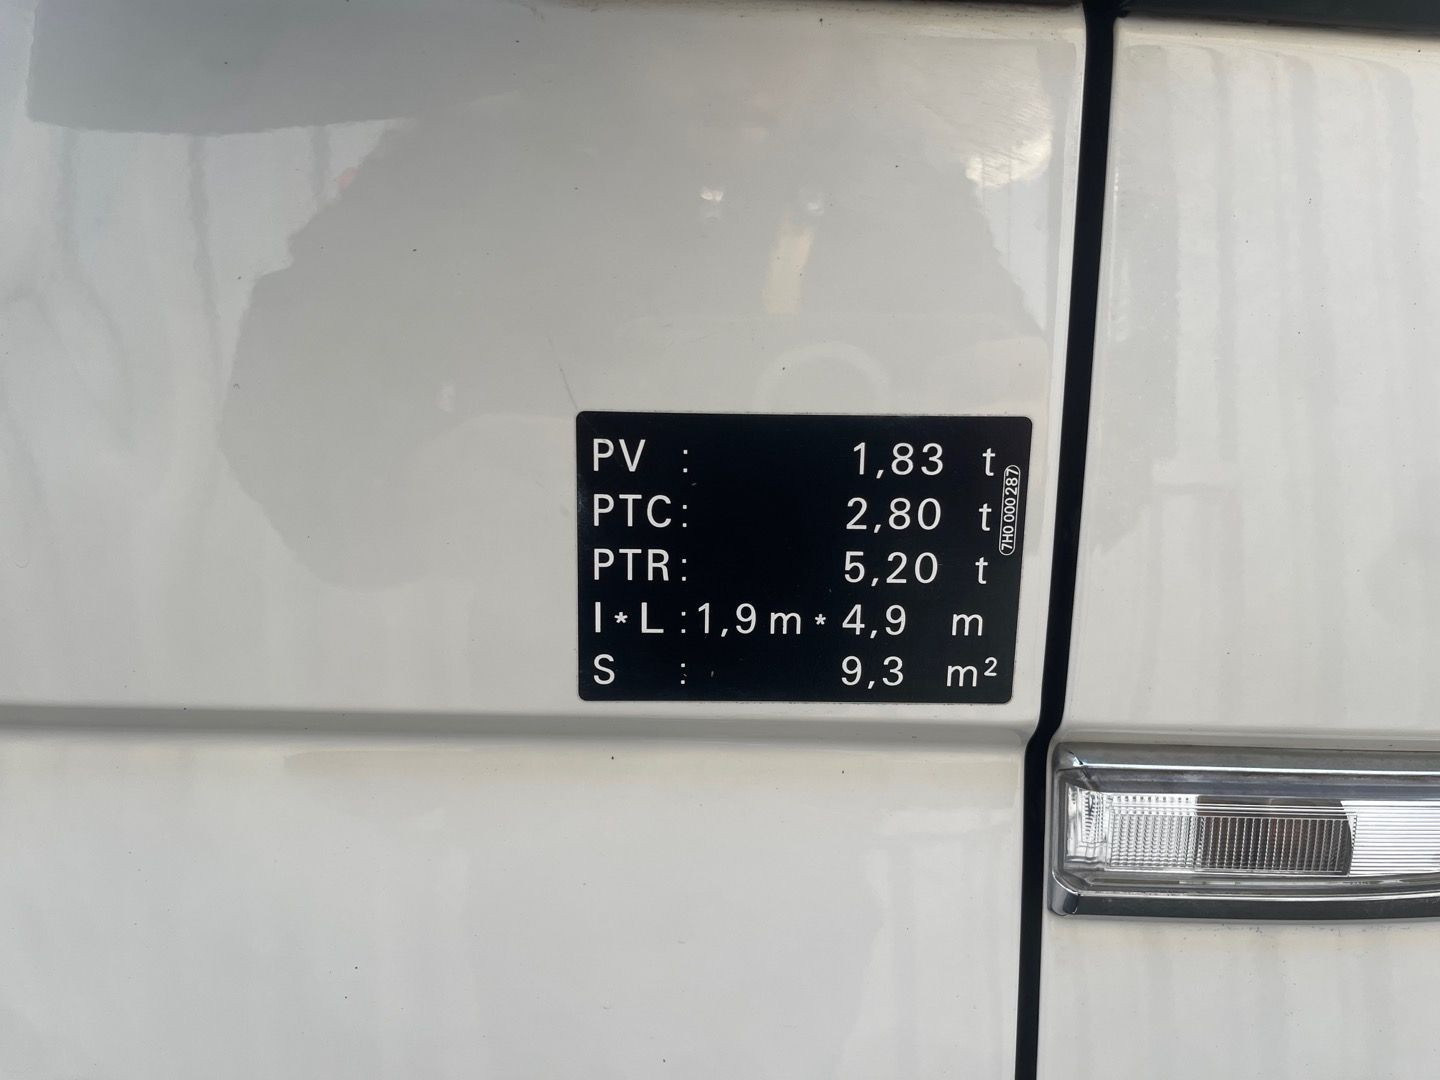 PV : 1,83 t
PTC: 2,80 t
PTR: 5,20 t
I*L:1,9 m * 4,9 m
S : 9,3 m²
7H0 000 287